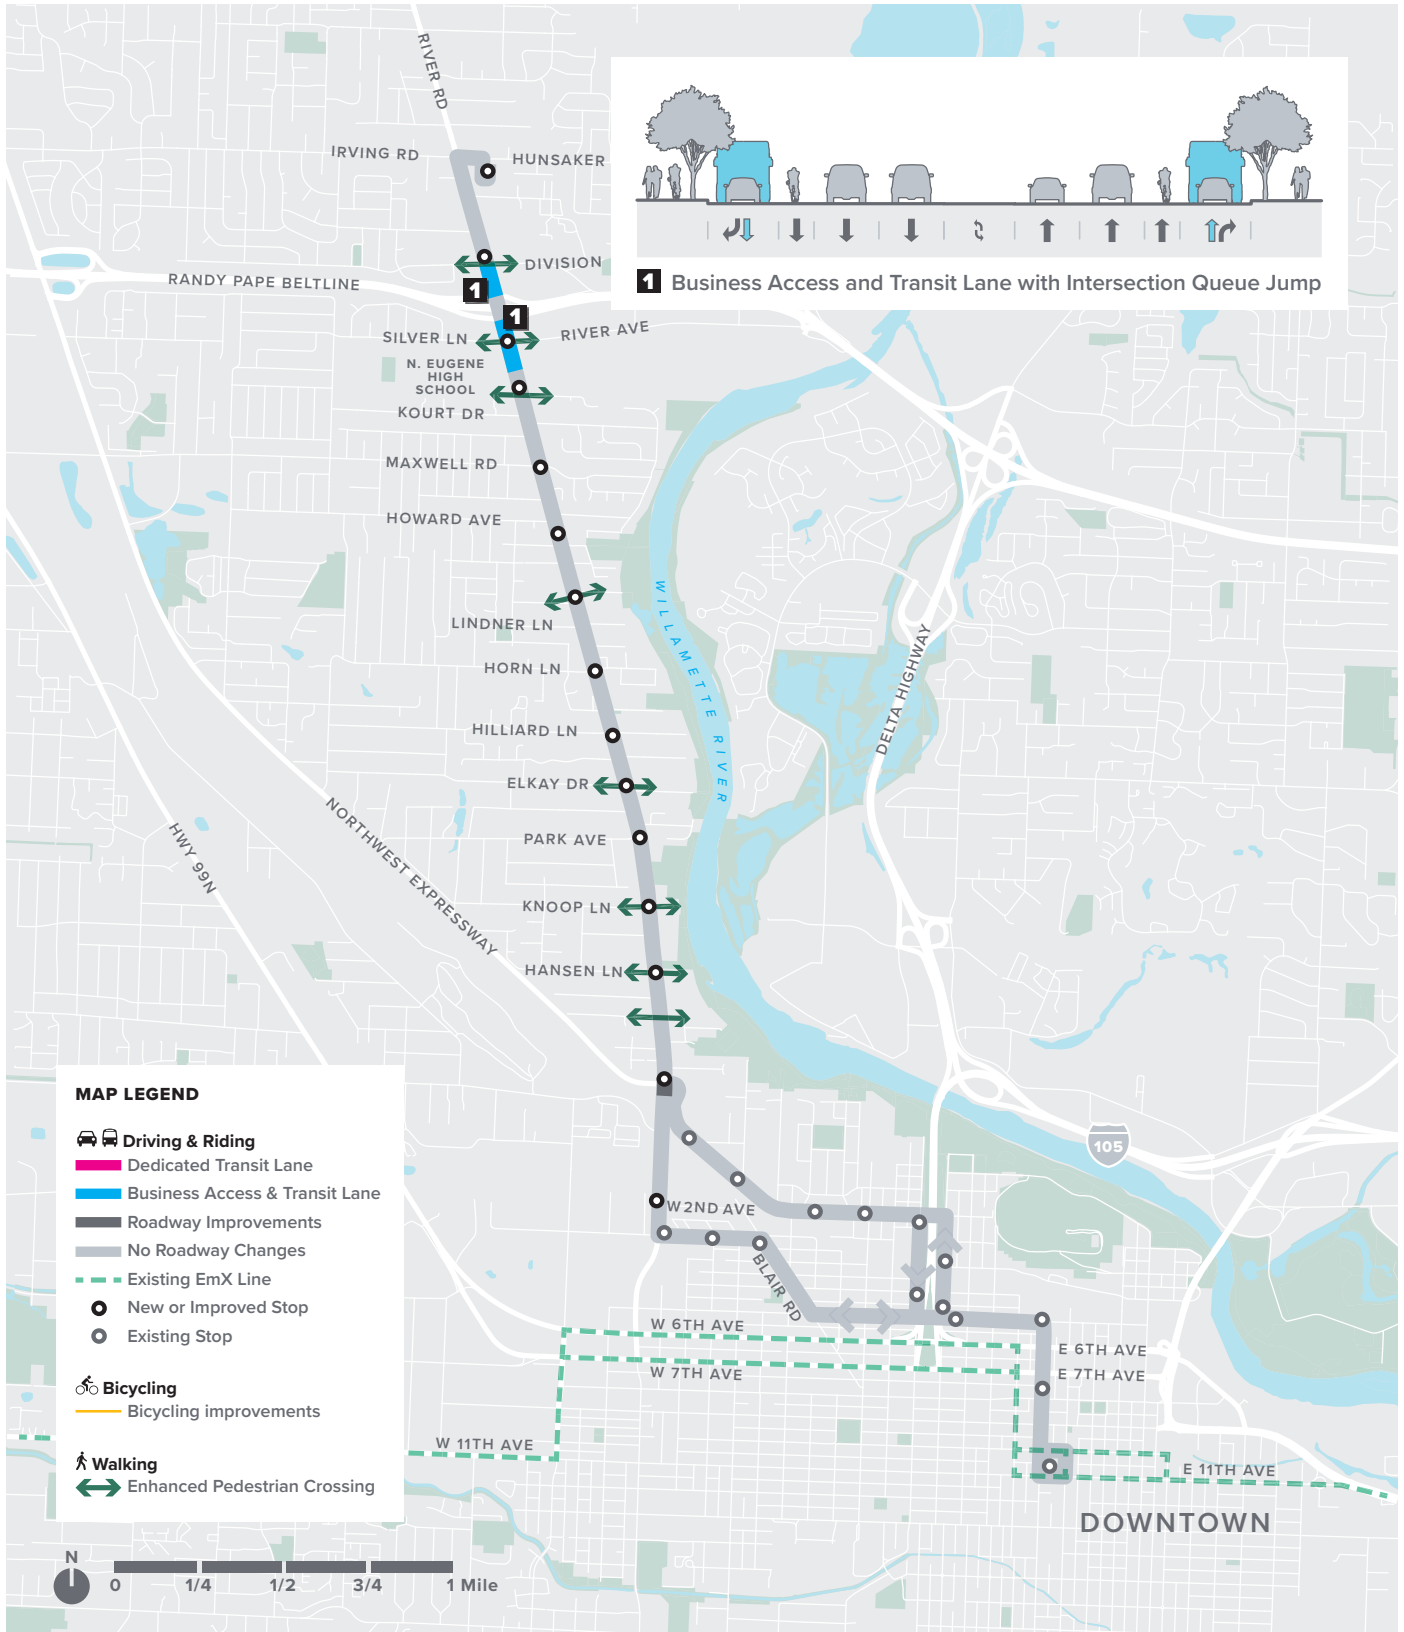 RIVER RD
IRVING RD
HUNSAKER
DIVISION
RANDY PAPE BELTLINE
1
1
SILVER LN
RIVER AVE
N. EUGENE
HIGH
SCHOOL
KOURT DR
MAXWELL RD
HOWARD AVE
LINDNER LN
HORN LN
HILLIARD LN
ELKAY DR
PARK AVE
KNOOP LN
HANSEN LN
WILLAMETTE RIVER
DELTA HIGHWAY
NORTHWEST EXPRESSWAY
HWY 99N
105
W 2ND AVE
BLAIR RD
W 6TH AVE
W 7TH AVE
E 6TH AVE
E 7TH AVE
W 11TH AVE
E 11TH AVE
DOWNTOWN
1 Business Access and Transit Lane with Intersection Queue Jump
MAP LEGEND
Driving & Riding
Dedicated Transit Lane
Business Access & Transit Lane
Roadway Improvements
No Roadway Changes
Existing EmX Line
New or Improved Stop
Existing Stop
Bicycling
Bicycling improvements
Walking
Enhanced Pedestrian Crossing
N
0 1/4 1/2 3/4 1 Mile